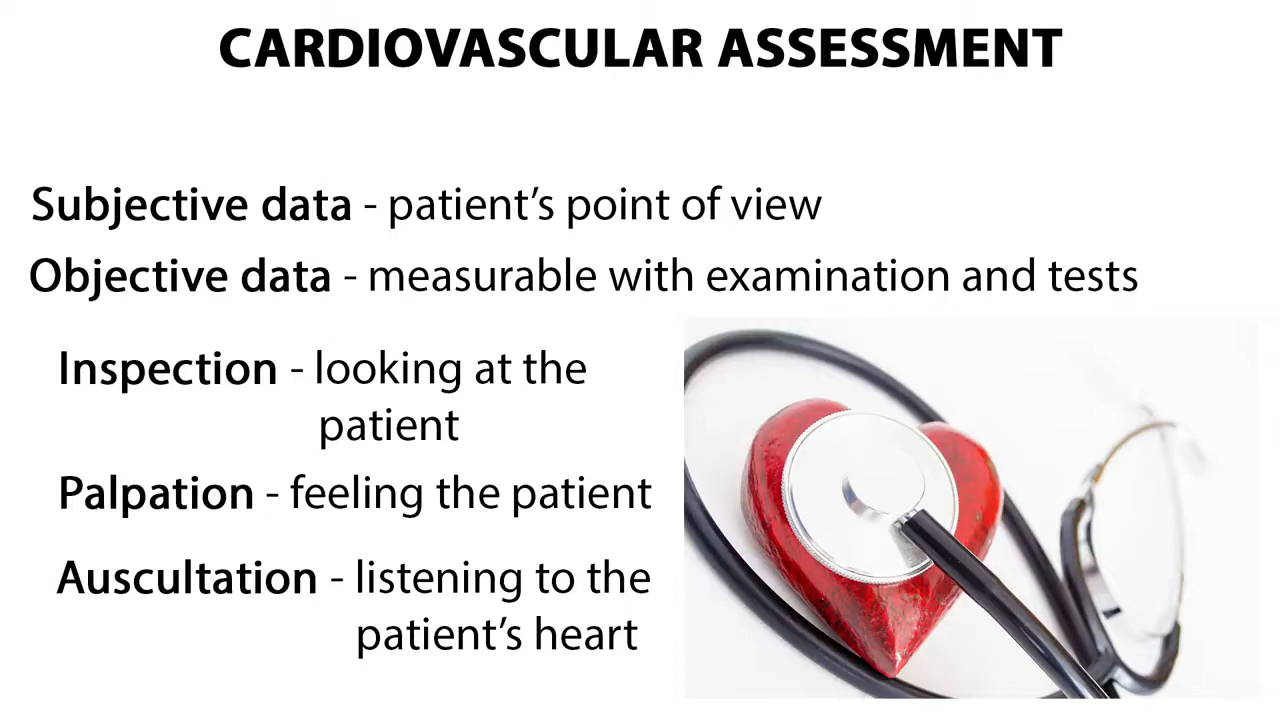 CARDIOVASCULAR ASSESSMENT
Subjective data - patient’s point of view
Objective data - measurable with examination and tests
Inspection - looking at the
patient
Palpation - feeling the patient
Auscultation - listening to the
patient’s heart